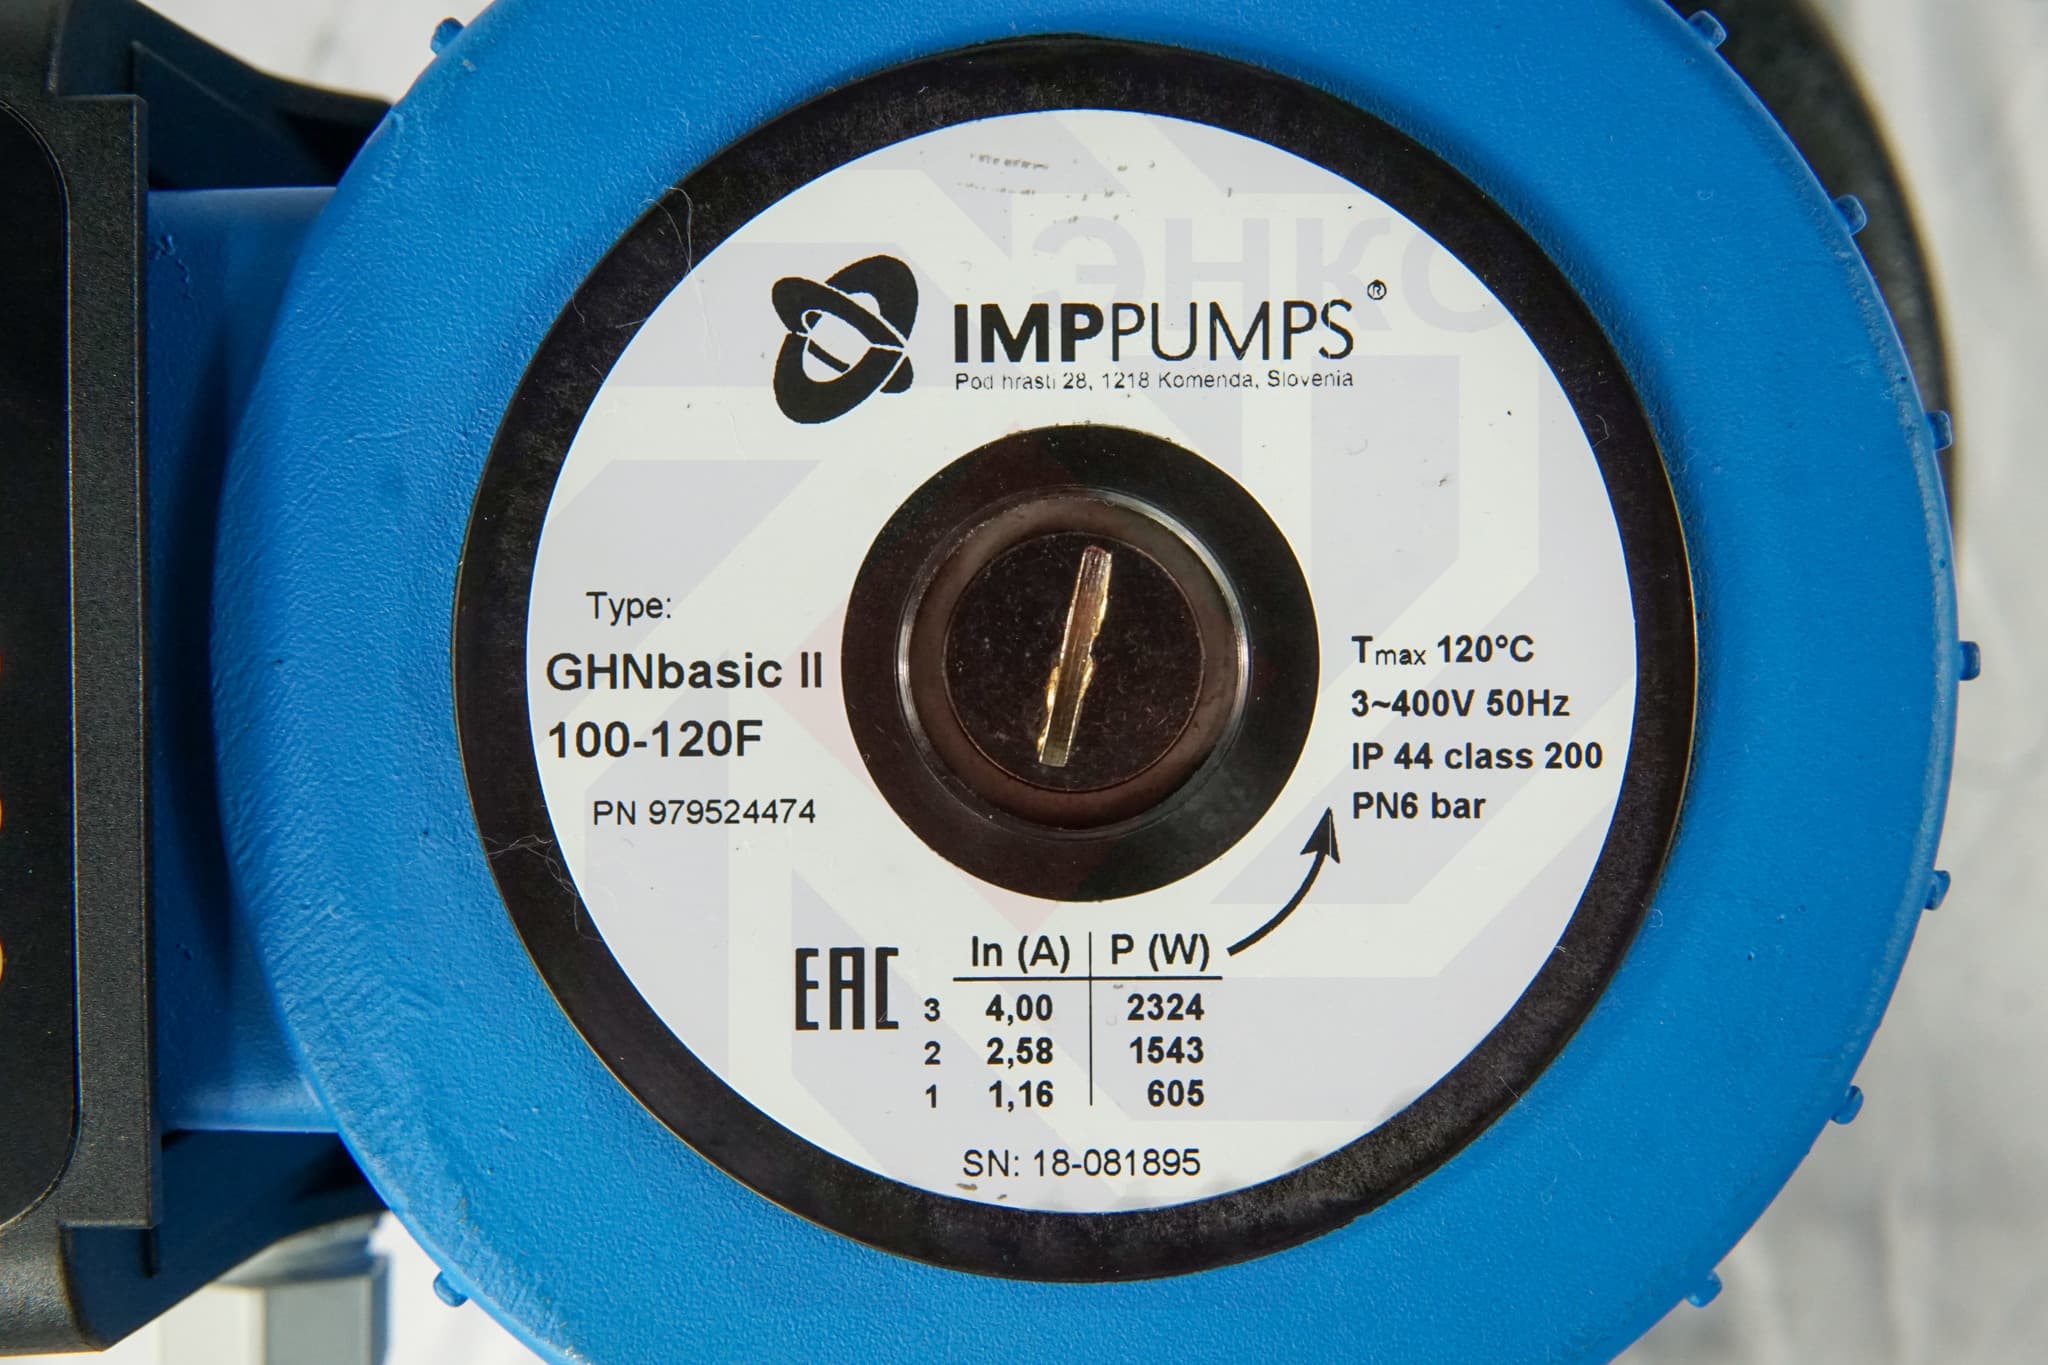 ЭНКО
IMPPUMPS®
Pod hrasti 28, 1218 Komenda, Slovenia
Type:
GHNbasic II
100-120F
PN 979524474
Tmax 120°C
3~400V 50Hz
IP 44 class 200
PN6 bar
EAC
In (A) P (W)
3 4,00 2324
2 2,58 1543
1 1,16 605
SN: 18-081895